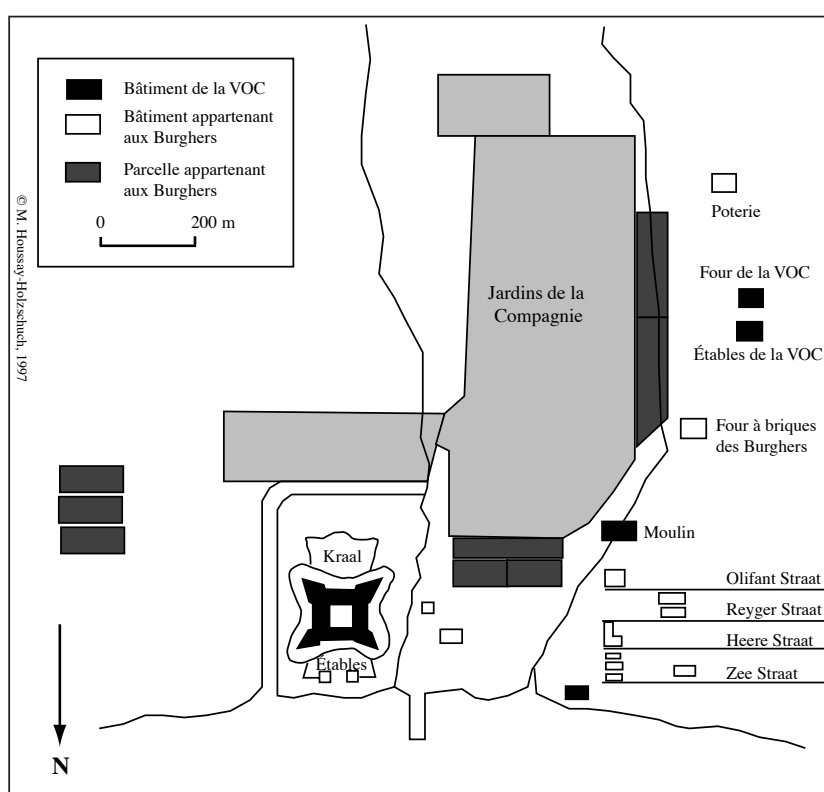 Bâtiment de la VOC
Bâtiment appartenant
aux Burghers
Parcelle appartenant
aux Burghers
0 200 m
© M. Houssay-Holzschuch, 1997
Poterie
Four de la VOC
Jardins de la
Compagnie
Étables de la VOC
Four à briques
des Burghers
Moulin
Kraal
Olifant Straat
Reyger Straat
Heere Straat
Étables
Zee Straat
N